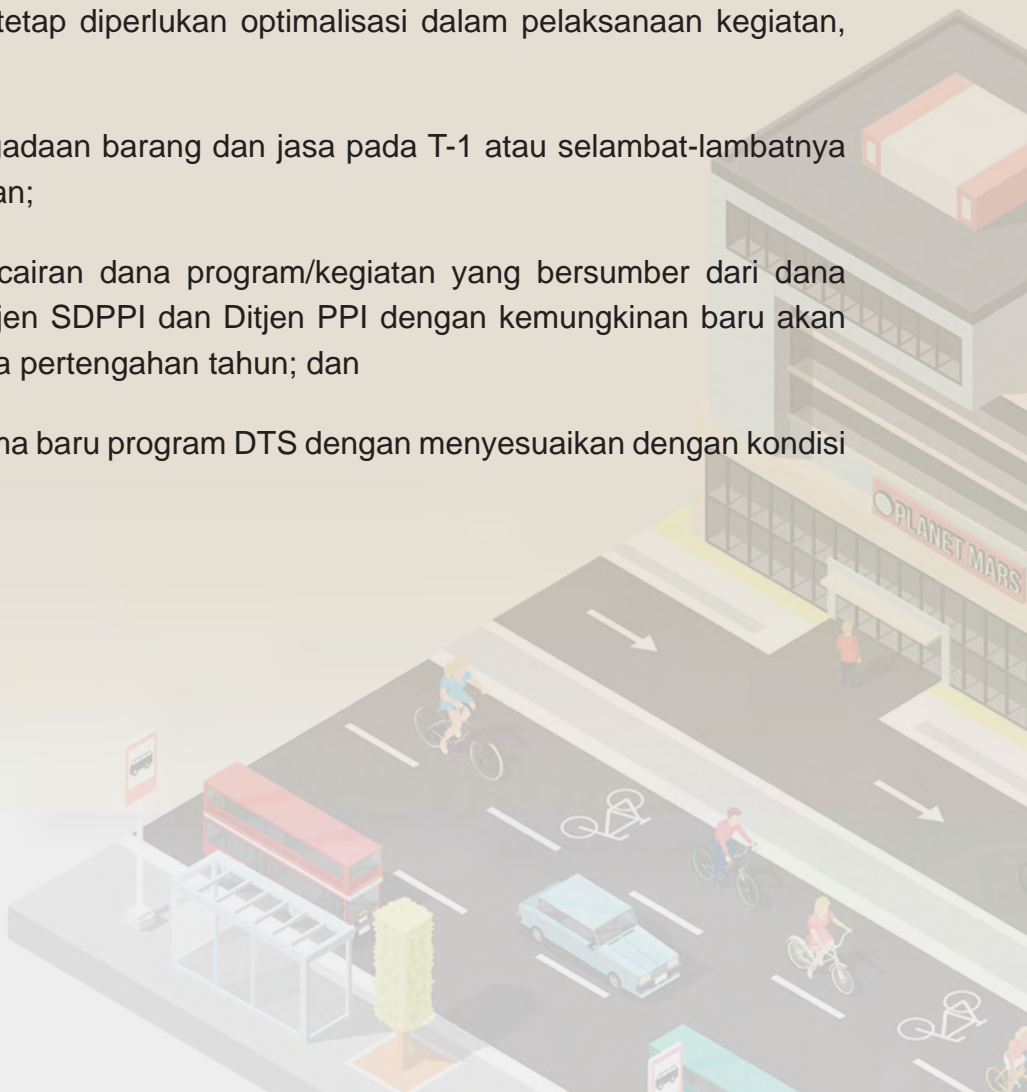 tetap diperlukan optimalisasi dalam pelaksanaan kegiatan,
gadaan barang dan jasa pada T-1 atau selambat-lambatnya
an;
cairan dana program/kegiatan yang bersumber dari dana
jen SDPPI dan Ditjen PPI dengan kemungkinan baru akan
a pertengahan tahun; dan
ma baru program DTS dengan menyesuaikan dengan kondisi
PLANET MARS